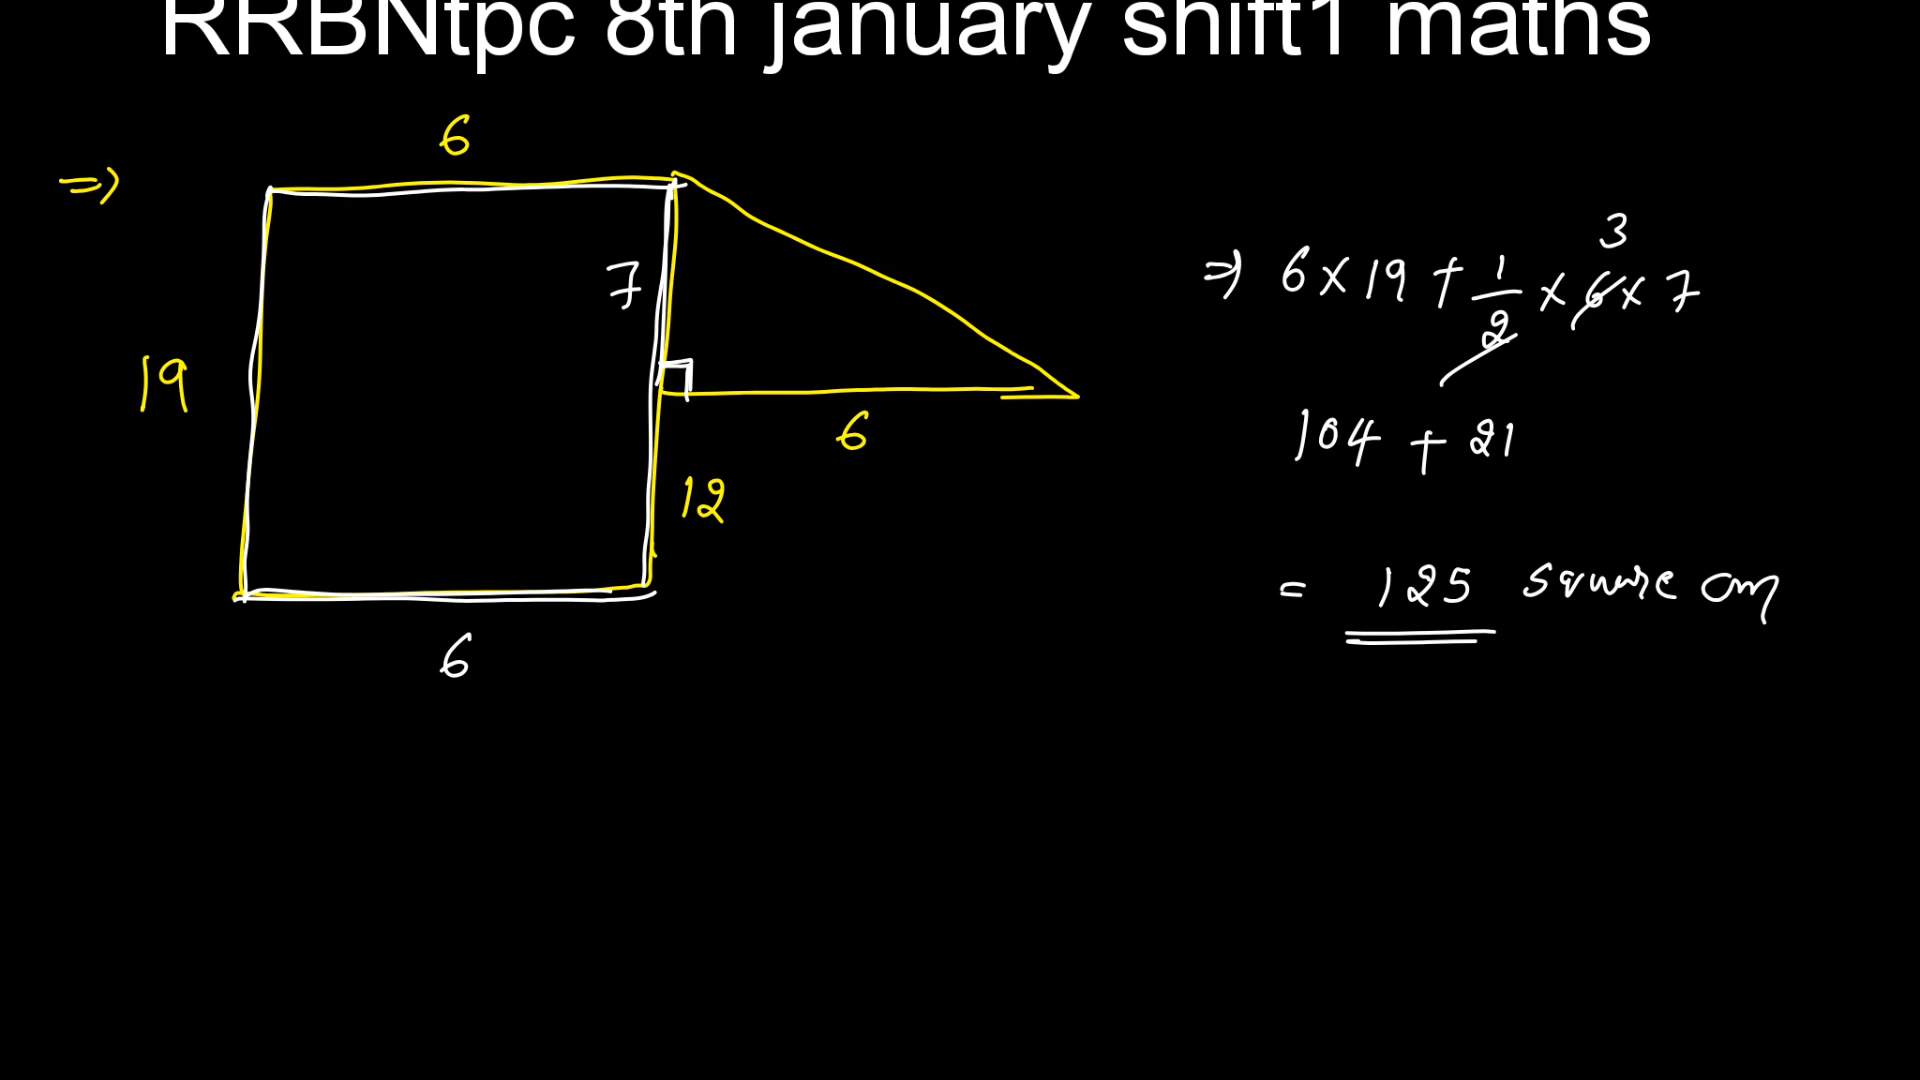 RRBNtpc 8th january shift1 maths
6
⇒
7
19
6
12
6
3
⇒ 6 × 19 + 1/2 × 6 × 7
104 + 21
= 125 square cm